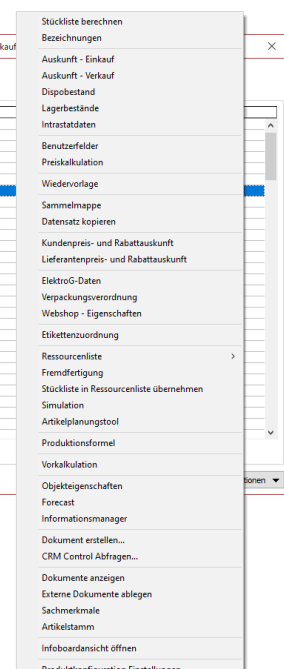 Stückliste berechnen
Bezeichnungen
kauf
Auskunft - Einkauf
Auskunft - Verkauf
Dispobestand
Lagerbestände
Intrastatdaten
Benutzerfelder
Preiskalkulation
Wiedervorlage
Sammelmappe
Datensatz kopieren
Kundenpreis- und Rabattauskunft
Lieferantenpreis- und Rabattauskunft
ElektroG-Daten
Verpackungsverordnung
Webshop - Eigenschaften
Etikettenzuordnung
Ressourcenliste
Fremdfertigung
Stückliste in Ressourcenliste übernehmen
Simulation
Artikelplanungstool
Produktionsformel
Vorkalkulation
tionen
Objekteigenschaften
Forecast
Informationsmanager
Dokument erstellen...
CRM Control Abfragen...
Dokumente anzeigen
Externe Dokumente ablegen
Sachmerkmale
Artikelstamm
Infoboardansicht öffnen
Produktkonfiguration Einstellungen